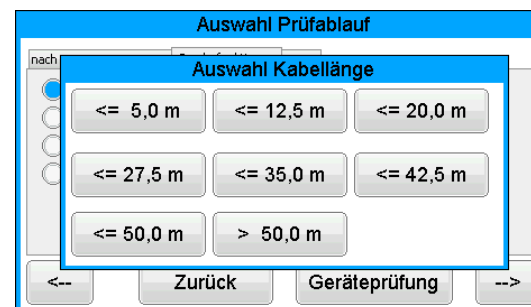 Auswahl Prüfablauf
nach
Auswahl Kabellänge
<= 5,0 m <= 12,5 m <= 20,0 m
<= 27,5 m <= 35,0 m <= 42,5 m
<= 50,0 m > 50,0 m
<-- Zurück Geräteprüfung -->